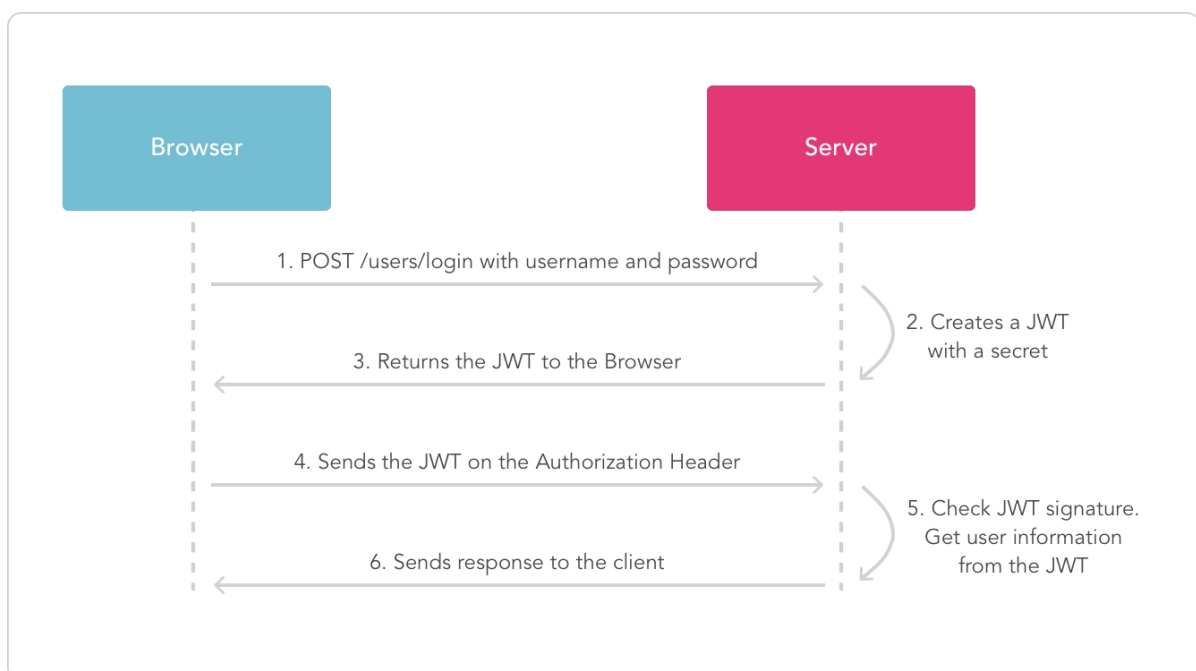 Browser
Server
1. POST /users/login with username and password
2. Creates a JWT
with a secret
3. Returns the JWT to the Browser
4. Sends the JWT on the Authorization Header
5. Check JWT signature.
Get user information
from the JWT
6. Sends response to the client